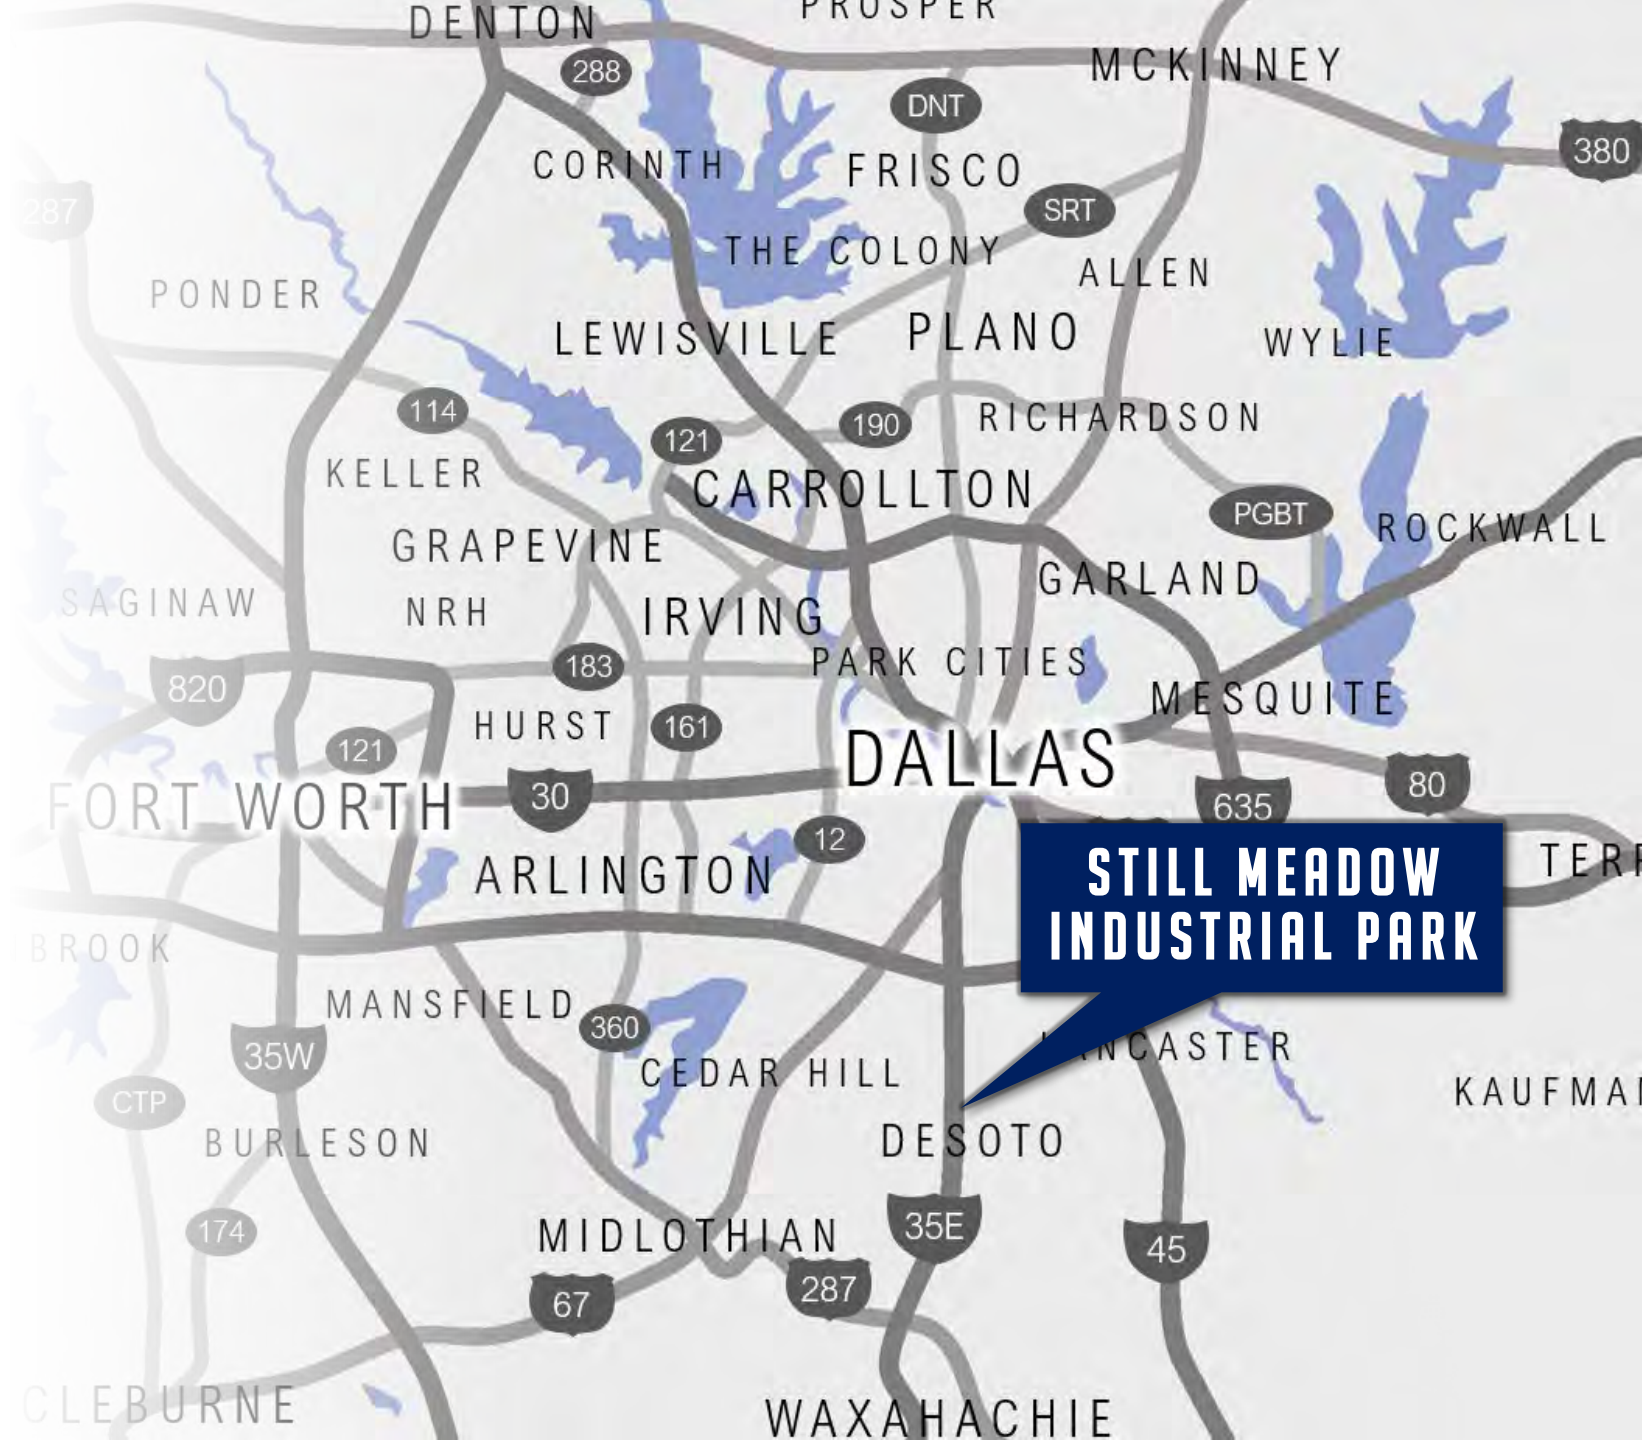 PROSPER
DENTON
MCKINNEY
288
DNT
380
CORINTH
FRISCO
287
SRT
THE COLONY
ALLEN
PONDER
LEWISVILLE
PLANO
WYLIE
114
121
190
RICHARDSON
KELLER
CARROLLTON
PGBT
ROCKWALL
GRAPEVINE
GARLAND
SAGINAW
NRH
IRVING
183
PARK CITIES
820
MESQUITE
HURST
161
121
DALLAS
30
80
FORT WORTH
635
12
STILL MEADOW
INDUSTRIAL PARK
TERR
ARLINGTON
BROOK
MANSFIELD
360
35W
LANCASTER
CEDAR HILL
KAUFMAN
CTP
BURLESON
DESOTO
174
MIDLOTHIAN
35E
45
67
287
CLEBURNE
WAXAHACHIE